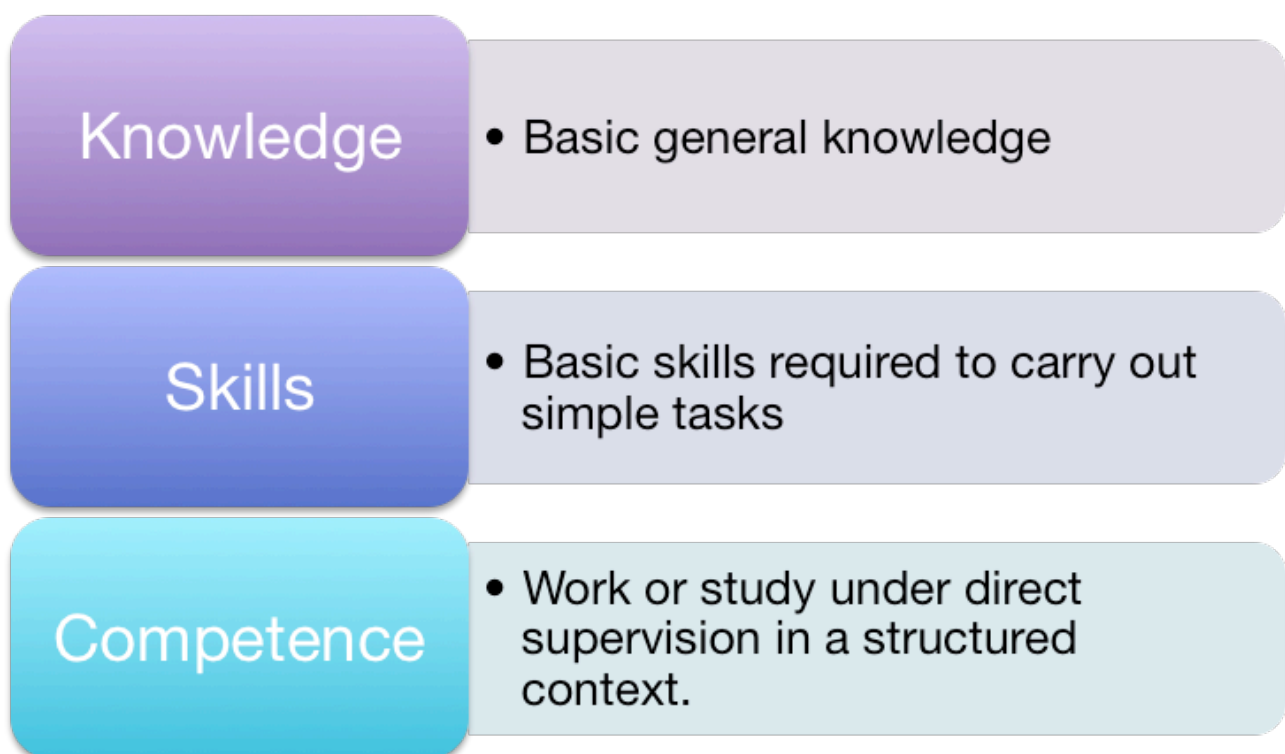 Knowledge
• Basic general knowledge
Skills
• Basic skills required to carry out
simple tasks
Competence
• Work or study under direct
supervision in a structured
context.